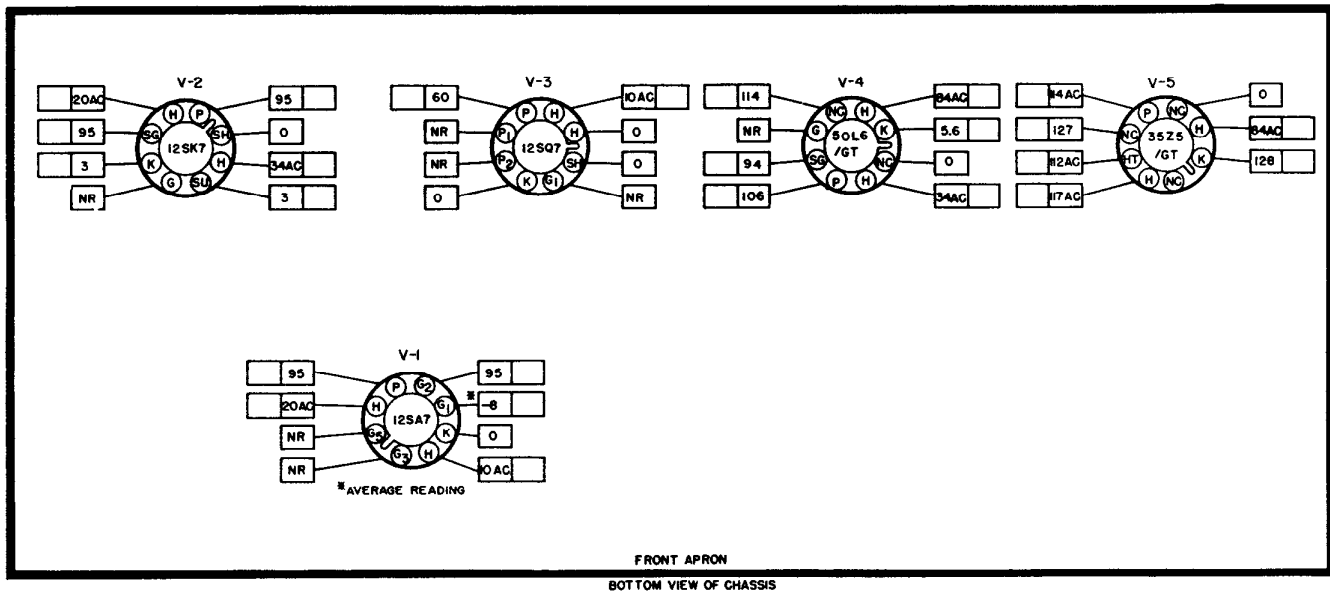 V-2
20AC
95
3
NR
H
P
SG
SH
12SK7
K
H
G
SU
95
0
34AC
3
V-3
60
NR
NR
0
P
H
P1
H
12SQ7
P2
SH
K
G1
10AC
0
0
NR
V-4
114
NR
94
106
NC
H
G
K
50L6
/GT
SG
NC
P
H
84AC
5.6
0
34AC
V-5
114AC
127
112AC
117AC
P
NC
NC
H
35Z5
/GT
HT
K
H
NC
0
84AC
128
V-1
95
20AC
NR
NR
P
G2
H
G1
12SA7
G5
K
G3
H
95
* -8
0
10AC
*AVERAGE READING
FRONT APRON
BOTTOM VIEW OF CHASSIS